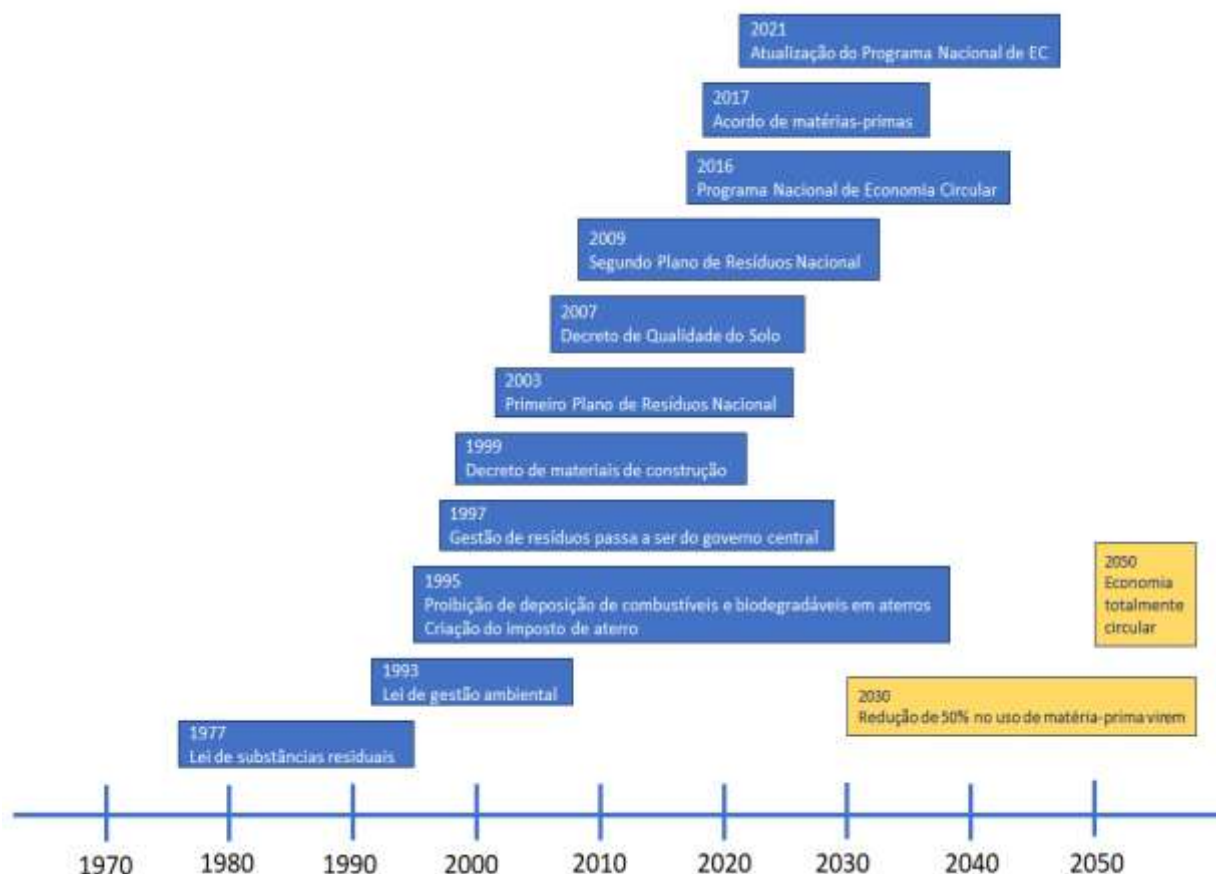 2021
Atualização do Programa Nacional de EC
2017
Acordo de matérias-primas
2016
Programa Nacional de Economia Circular
2009
Segundo Plano de Resíduos Nacional
2007
Decreto de Qualidade do Solo
2003
Primeiro Plano de Resíduos Nacional
1999
Decreto de materiais de construção
1997
Gestão de resíduos passa a ser do governo central
1995
Proibição de deposição de combustíveis e biodegradáveis em aterros
Criação do imposto de aterro
2050
Economia
totalmente
circular
1993
Lei de gestão ambiental
2030
Redução de 50% no uso de matéria-prima virem
1977
Lei de substâncias residuais
1970 1980 1990 2000 2010 2020 2030 2040 2050